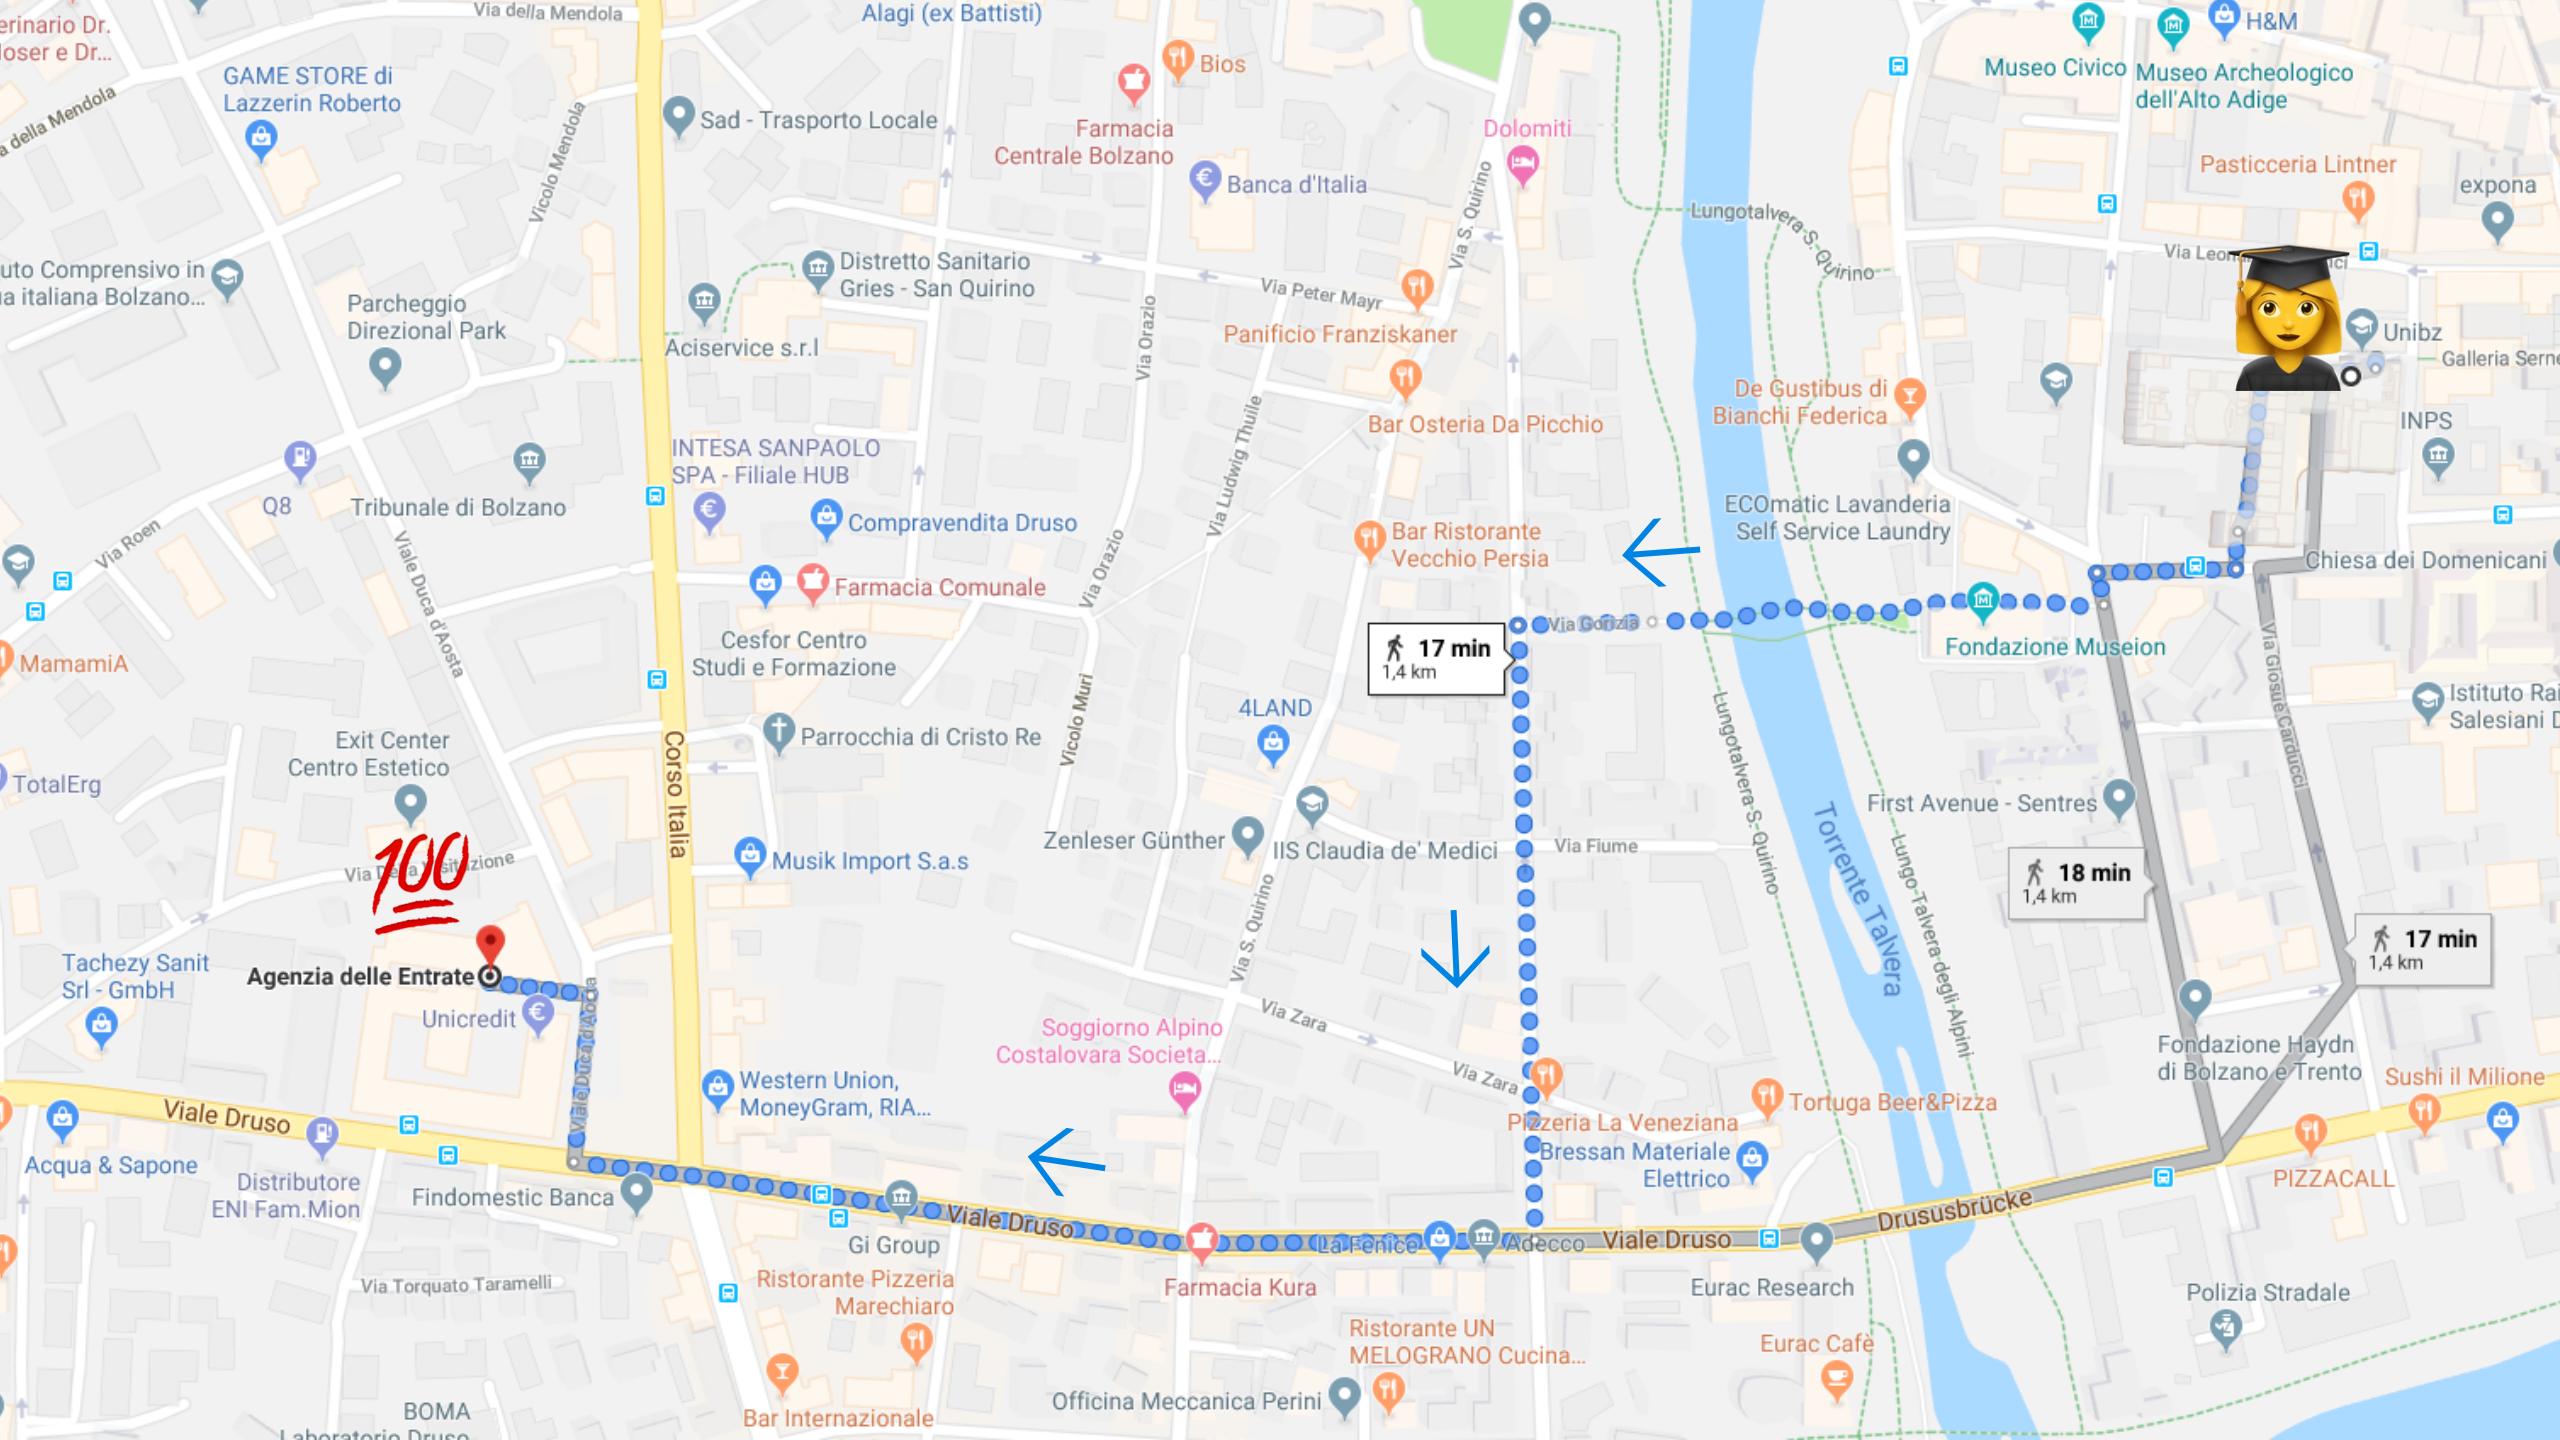 Via della Mendola
Alagi (ex Battisti)
H&M
erinario Dr.
loser e Dr...
Bios
Museo Civico
Museo Archeologico
dell'Alto Adige
GAME STORE di
Lazzerin Roberto
a della Mendola
Vicolo Mendola
Sad - Trasporto Locale
Farmacia
Centrale Bolzano
Dolomiti
Banca d'Italia
Via S. Quirino
Pasticceria Lintner
expona
Lungotalvera S. Quirino
uto Comprensivo in
ua italiana Bolzano...
Distretto Sanitario
Gries - San Quirino
Via Peter Mayr
Parcheggio
Direzional Park
Aciservice s.r.l
Via Orazio
Panificio Franziskaner
Unibz
Galleria Serne
De Gustibus di
Bianchi Federica
Bar Osteria Da Picchio
INPS
INTESA SANPAOLO
SPA - Filiale HUB
Via Ludwig Thuile
Q8
Tribunale di Bolzano
Compravendita Druso
Bar Ristorante
Vecchio Persia
ECOmatic Lavanderia
Self Service Laundry
Via Roen
Viale Duca d'Aosta
Via Orazio
Farmacia Comunale
Chiesa dei Domenicani
Via Gorizia
17 min
1,4 km
Fondazione Museion
MamamiA
Cesfor Centro
Studi e Formazione
Via Giosuè Carducci
Istituto Rai
Salesiani D
Exit Center
Centro Estetico
Corso Italia
Parrocchia di Cristo Re
Vicolo Muri
4LAND
Lungotalvera S. Quirino
TotalErg
Torrente Talvera
First Avenue - Sentres
Zenleser Günther
IIS Claudia de' Medici
Via Fiume
Musik Import S.a.s
Lungo Talvera degli Alpini
18 min
1,4 km
100
17 min
1,4 km
Via S. Quirino
Tachezy Sanit
Srl - GmbH
Agenzia delle Entrate
Unicredit
Viale Duca d'Aosta
Via Zara
Soggiorno Alpino
Costalovara Societa...
Fondazione Haydn
di Bolzano e Trento
Via Zara
Sushi il Milione
Western Union,
MoneyGram, RIA...
Viale Druso
Tortuga Beer&Pizza
Pizzeria La Veneziana
Bressan Materiale
Elettrico
PIZZACALL
Acqua & Sapone
Distributore
ENI Fam.Mion
Findomestic Banca
Viale Druso
Drususbrücke
Gi Group
La Fenice
Adecco
Viale Druso
Via Torquato Taramelli
Ristorante Pizzeria
Marechiaro
Farmacia Kura
Eurac Research
Polizia Stradale
Ristorante UN
MELOGRANO Cucina...
Eurac Cafè
Officina Meccanica Perini
BOMA
Laboratorio Druso
Bar Internazionale